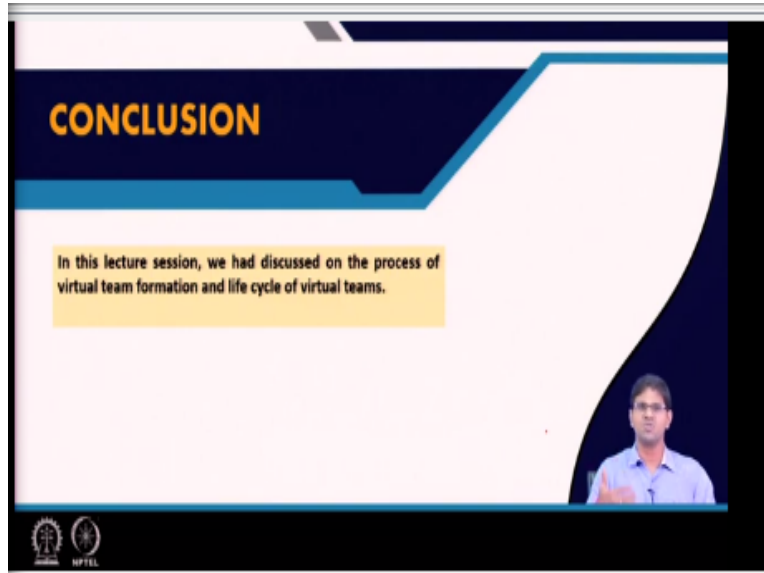 CONCLUSION
In this lecture session, we had discussed on the process of
virtual team formation and life cycle of virtual teams.
NPTEL